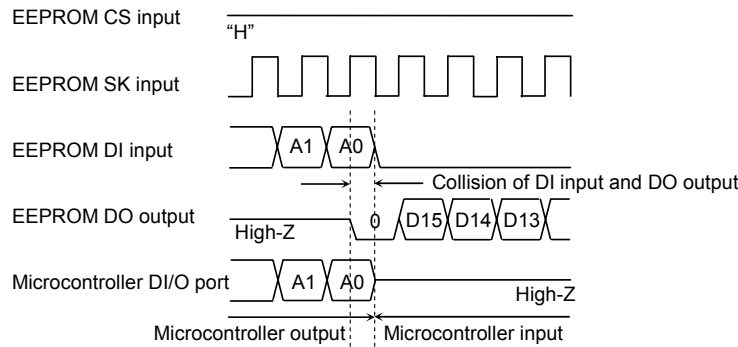 EEPROM CS input
“H”
EEPROM SK input
EEPROM DI input
A1 A0
Collision of DI input and DO output
EEPROM DO output
High-Z
0 D15 D14 D13
Microcontroller DI/O port
A1 A0
High-Z
Microcontroller output Microcontroller input